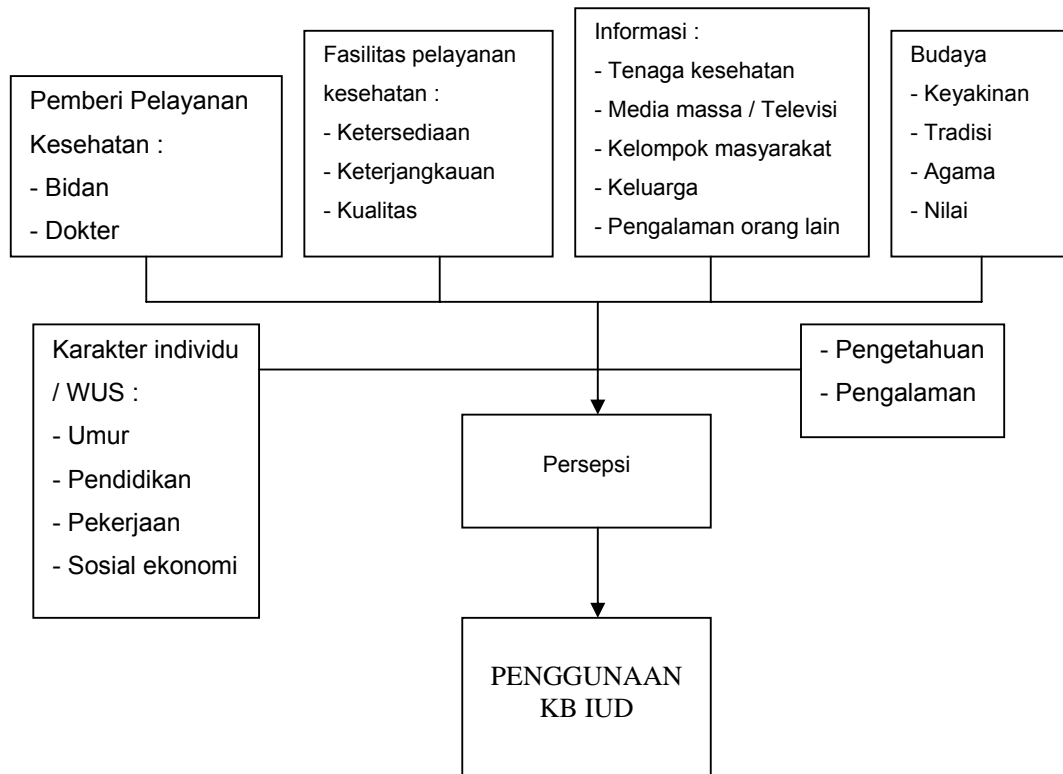 Pemberi Pelayanan
Kesehatan :
- Bidan
- Dokter
Fasilitas pelayanan
kesehatan :
- Ketersediaan
- Keterjangkauan
- Kualitas
Informasi :
- Tenaga kesehatan
- Media massa / Televisi
- Kelompok masyarakat
- Keluarga
- Pengalaman orang lain
Budaya
- Keyakinan
- Tradisi
- Agama
- Nilai
Karakter individu
/ WUS :
- Umur
- Pendidikan
- Pekerjaan
- Sosial ekonomi
- Pengetahuan
- Pengalaman
Persepsi
PENGGUNAAN
KB IUD